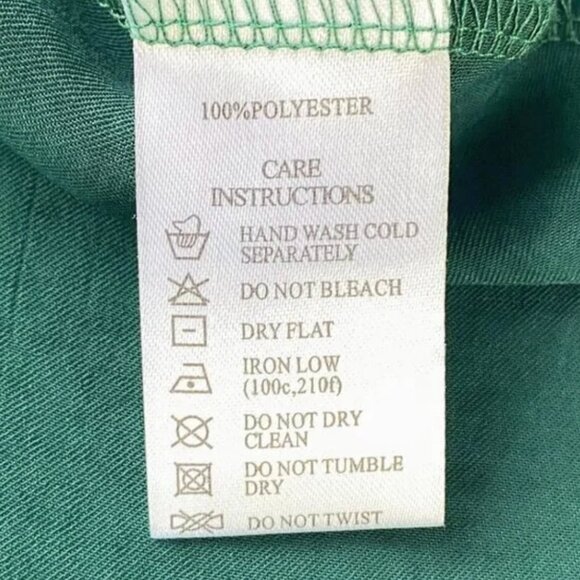 100%POLYESTER
CARE
INSTRUCTIONS
HAND WASH COLD
SEPARATELY
DO NOT BLEACH
DRY FLAT
IRON LOW
(100c,210f)
DO NOT DRY
CLEAN
DO NOT TUMBLE
DRY
DO NOT TWIST